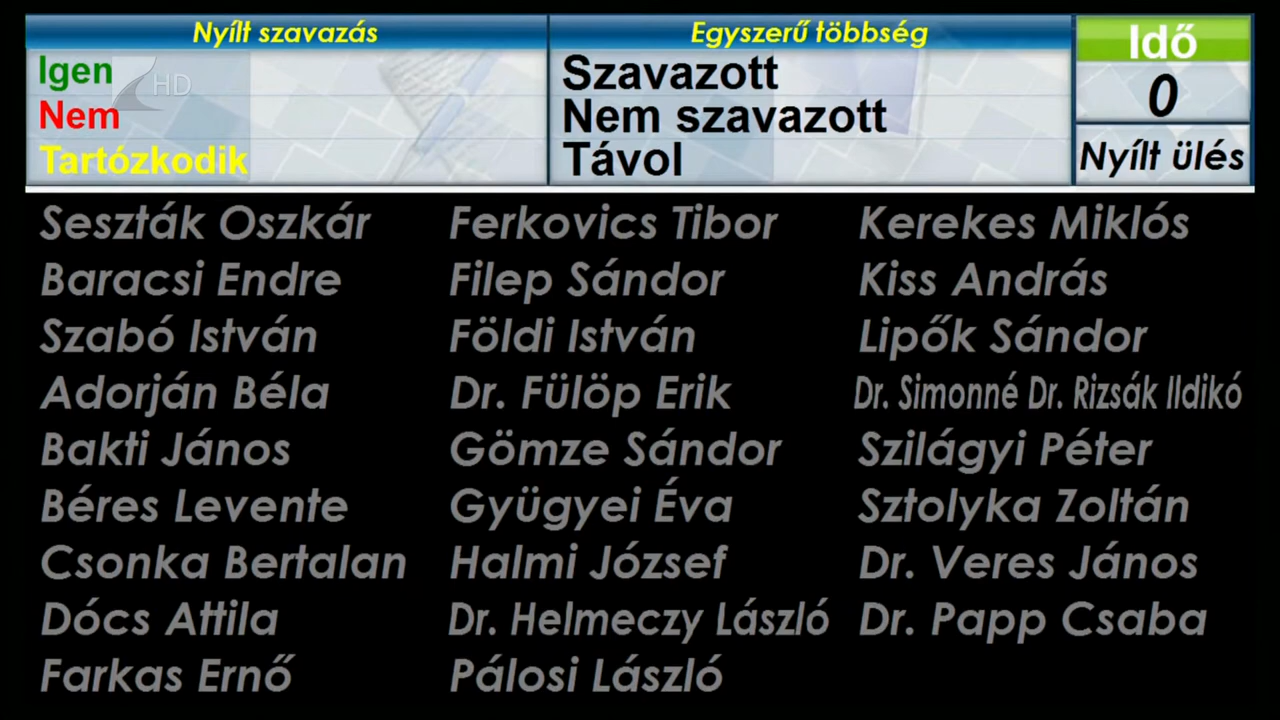 Nyílt szavazás
Egyszerű többség
Idő
Igen
HD
Nem
Tartózkodik
Szavazott
Nem szavazott
Távol
0
Nyílt ülés
Seszták Oszkár
Baracsi Endre
Szabó István
Adorján Béla
Bakti János
Béres Levente
Csonka Bertalan
Dócs Attila
Farkas Ernő
Ferkovics Tibor
Filep Sándor
Földi István
Dr. Fülöp Erik
Gömze Sándor
Gyügyei Éva
Halmi József
Dr. Helmeczy László
Pálosi László
Kerekes Miklós
Kiss András
Lipők Sándor
Dr. Simonné Dr. Rizsák Ildikó
Szilágyi Péter
Sztolyka Zoltán
Dr. Veres János
Dr. Papp Csaba